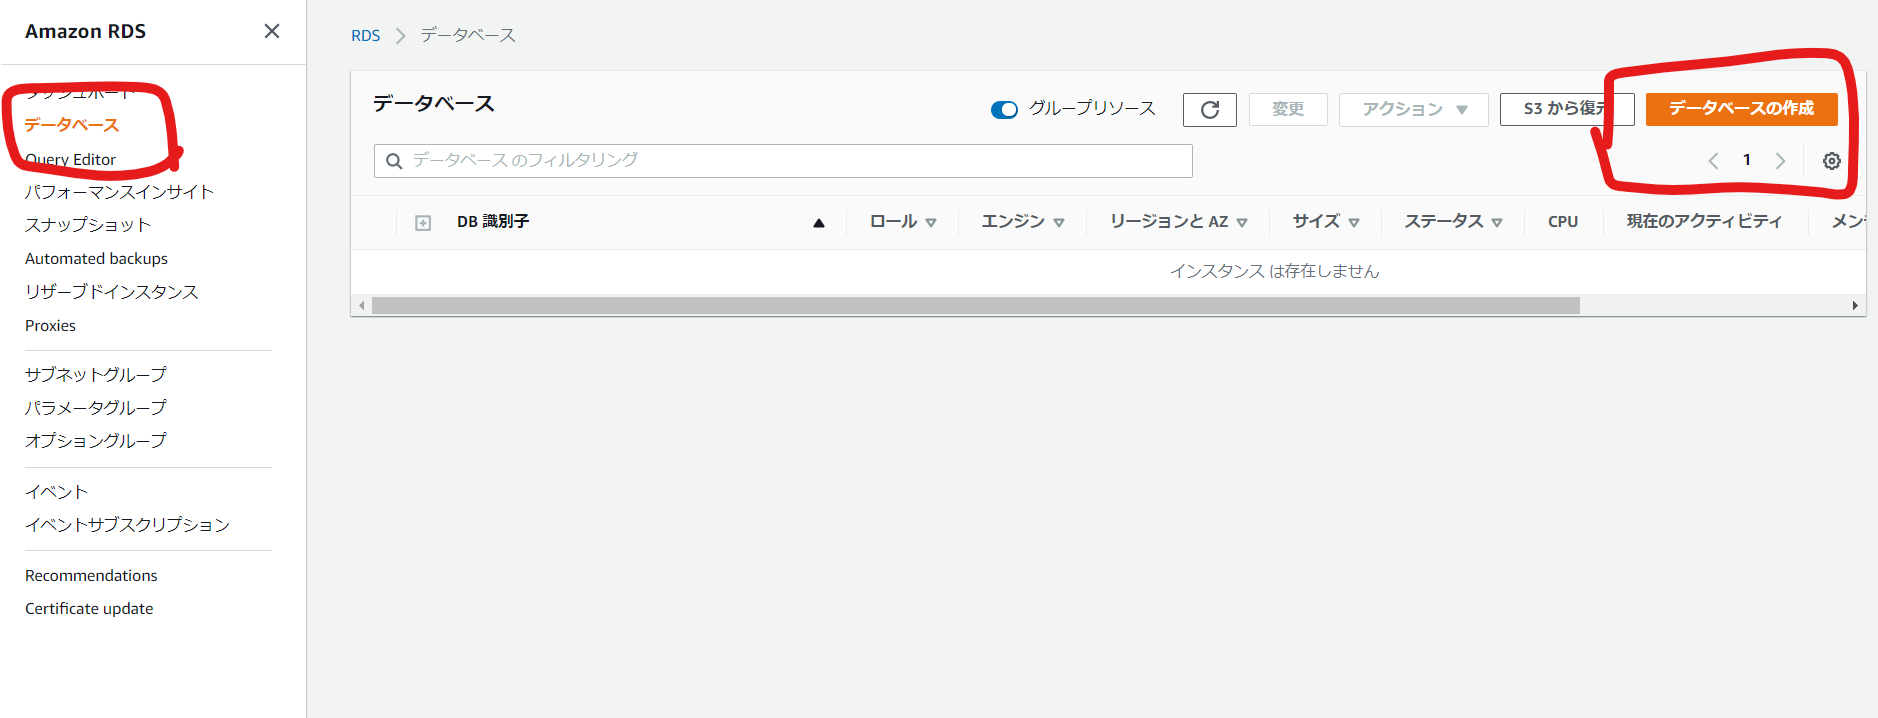 Amazon RDS
ダッシュボード
データベース
Query Editor
パフォーマンスインサイト
スナップショット
Automated backups
リザーブドインスタンス
Proxies
サブネットグループ
パラメータグループ
オプショングループ
イベント
イベントサブスクリプション
Recommendations
Certificate update
RDS データベース
データベース
グループリソース 変更 アクション S3 から復元 データベースの作成
データベース のフィルタリング
1
DB 識別子 ロール エンジン リージョンと AZ サイズ ステータス CPU 現在のアクティビティ
インスタンス は存在しません